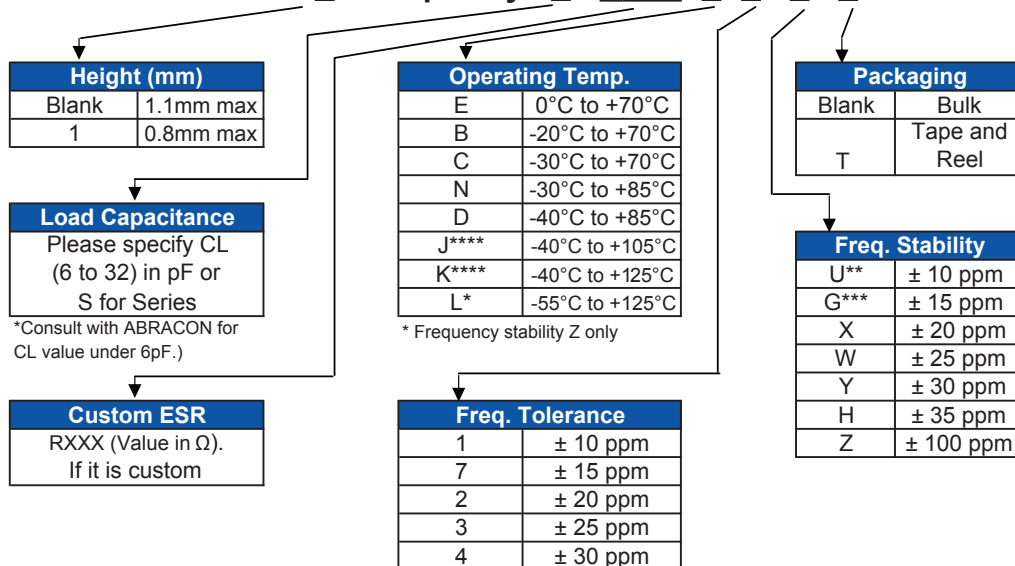 Height (mm)
Blank 1.1mm max
1 0.8mm max
Load Capacitance
Please specify CL
(6 to 32) in pF or
S for Series
*Consult with ABRACON for
CL value under 6pF.)
Custom ESR
RXXX (Value in Ω).
If it is custom
Operating Temp.
E 0°C to +70°C
B -20°C to +70°C
C -30°C to +70°C
N -30°C to +85°C
D -40°C to +85°C
J**** -40°C to +105°C
K**** -40°C to +125°C
L* -55°C to +125°C
* Frequency stability Z only
Freq. Tolerance
1 ± 10 ppm
7 ± 15 ppm
2 ± 20 ppm
3 ± 25 ppm
4 ± 30 ppm
Packaging
Blank Bulk
T Tape and
Reel
Freq. Stability
U** ± 10 ppm
G*** ± 15 ppm
X ± 20 ppm
W ± 25 ppm
Y ± 30 ppm
H ± 35 ppm
Z ± 100 ppm